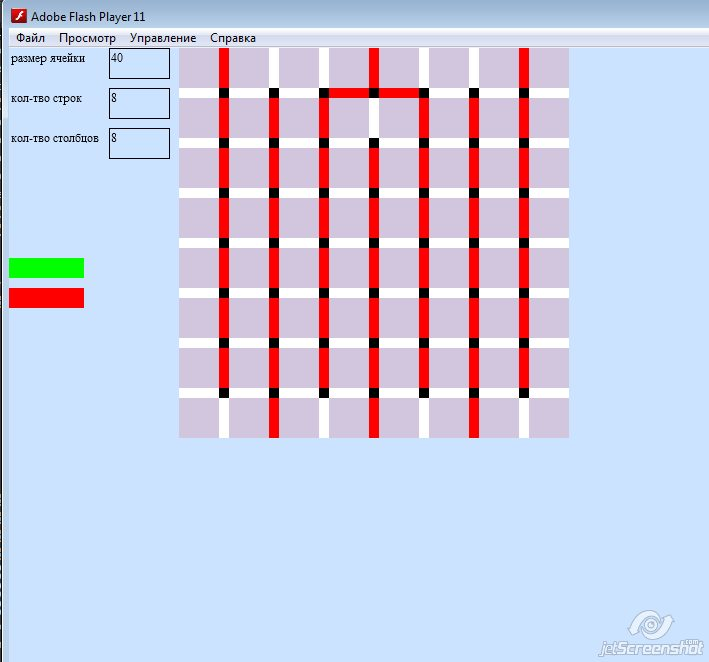 Adobe Flash Player 11
Файл Просмотр Управление Справка
размер ячейки 40
кол-тво строк 8
кол-тво столбцов 8
jetScreenshot.com